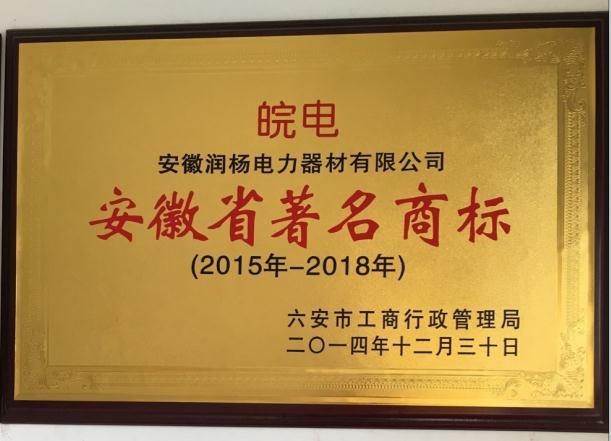 皖电
安徽润杨电力器材有限公司
安徽省著名商标
(2015年-2018年)
六安市工商行政管理局
二〇一四年十二月三十日